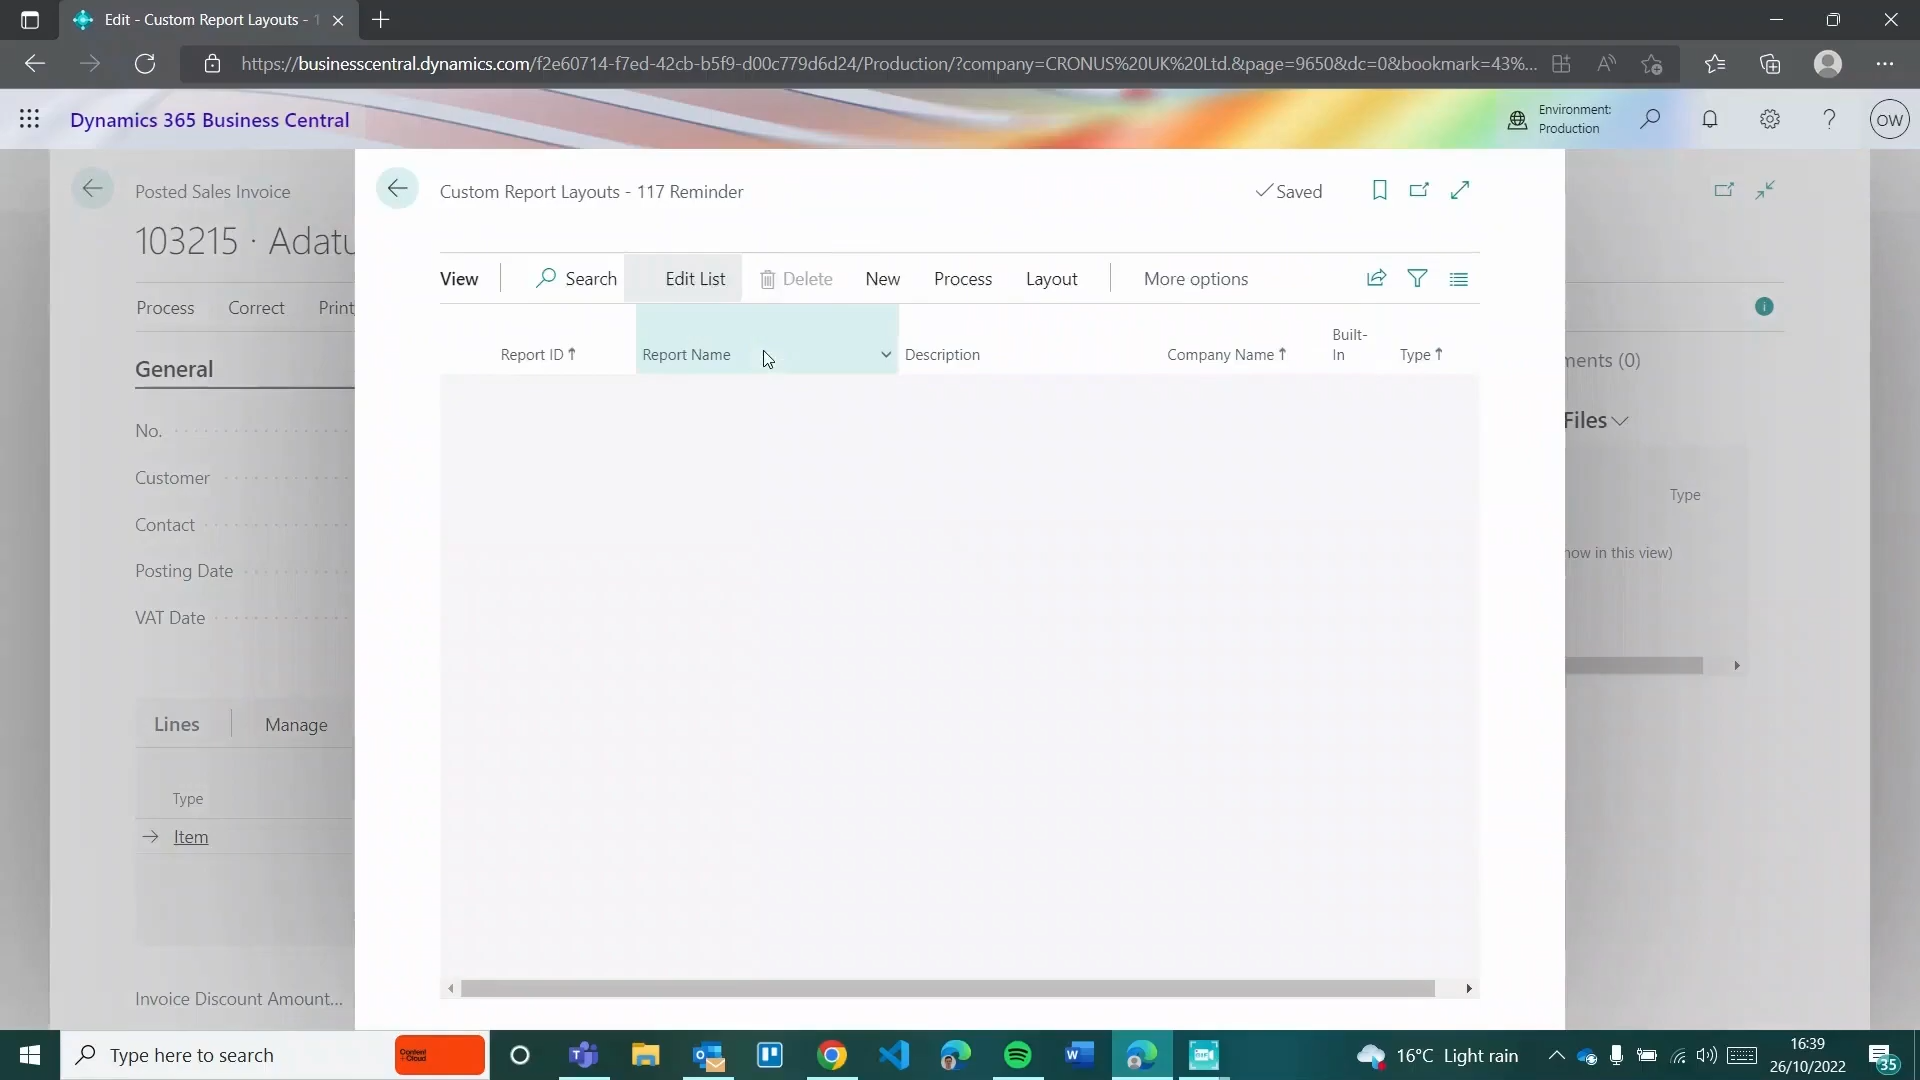 Edit - Custom Report Layouts - 1
https://businesscentral.dynamics.com/f2e60714-f7ed-42cb-b5f9-d00c779d6d24/Production/?company=CRONUS%20UK%20Ltd.&page=9650&dc=0&bookmark=43%...
Dynamics 365 Business Central
Environment:
Production
OW
Posted Sales Invoice
103215 · Adatu
Process Correct Print
General
No.
Customer
Contact
Posting Date
VAT Date
Lines Manage
Type
Item
Invoice Discount Amount...
Custom Report Layouts - 117 Reminder
Saved
View Search Edit List Delete New Process Layout More options
Report ID Report Name Description Company Name Built-
In Type
ments (0)
Files
Type
how in this view)
Type here to search
Content
+Cloud
16°C Light rain
16:39
26/10/2022
35